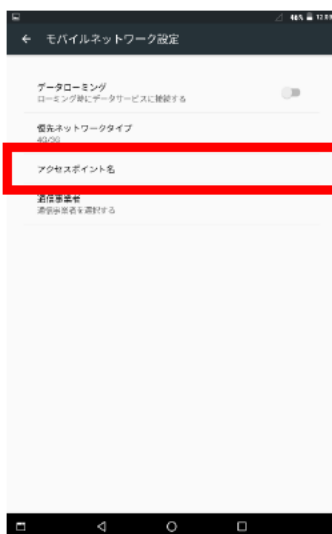 46% 12:09
モバイルネットワーク設定
データローミング
ローミング時にデータサービスに接続する
優先ネットワークタイプ
4G/3G
アクセスポイント名
通信事業者
通信事業者を選択する